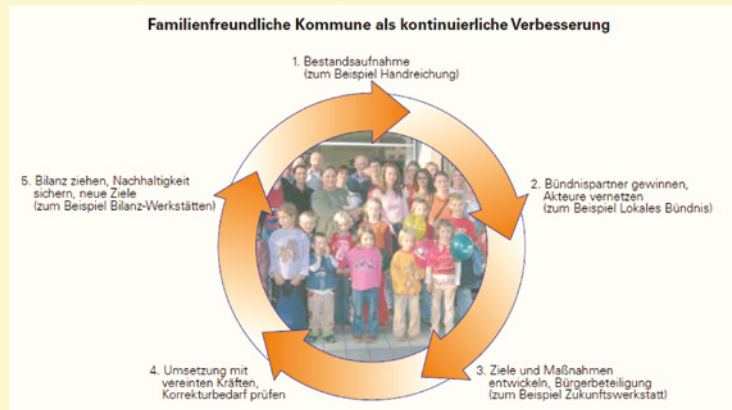 Familienfreundliche Kommune als kontinuierliche Verbesserung
1. Bestandsaufnahme
(zum Beispiel Handreichung)
2. Bündnispartner gewinnen,
Akteure vernetzen
(zum Beispiel Lokales Bündnis)
3. Ziele und Maßnahmen
entwickeln, Bürgerbeteiligung
(zum Beispiel Zukunftswerkstatt)
4. Umsetzung mit
vereinten Kräften,
Korrekturbedarf prüfen
5. Bilanz ziehen, Nachhaltigkeit
sichern, neue Ziele
(zum Beispiel Bilanz-Werkstätten)